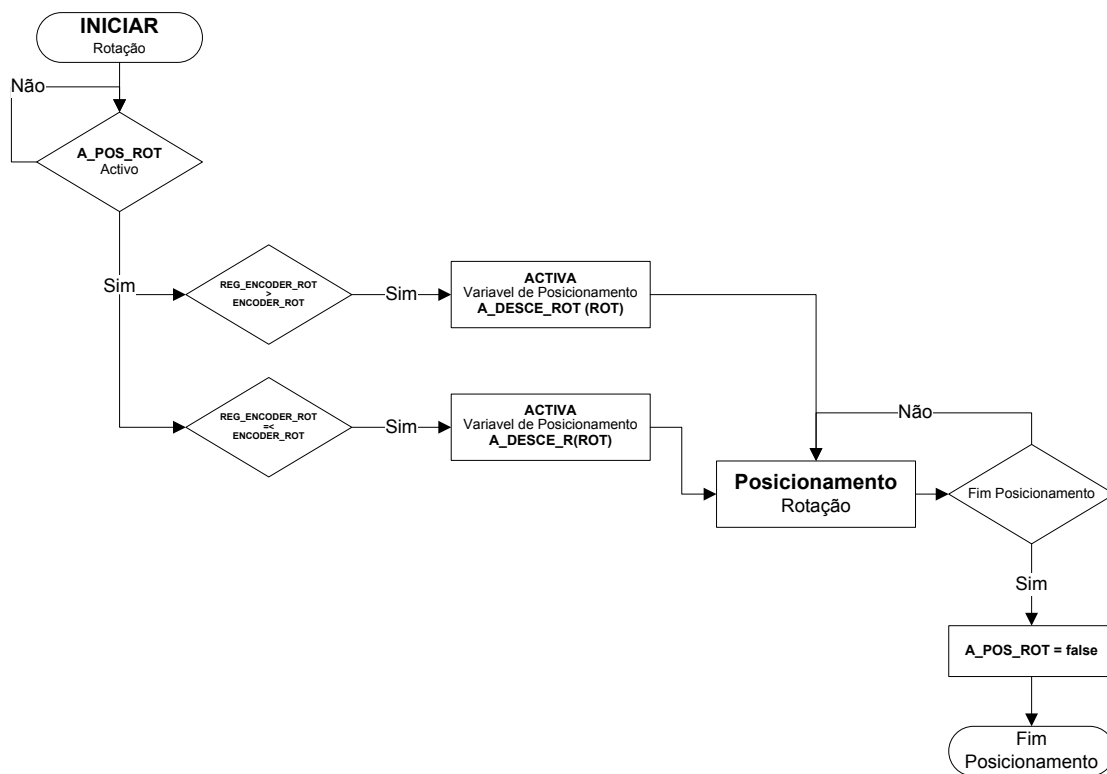 INICIAR
Rotação
Não
A_POS_ROT
Activo
Sim
REG_ENCODER_ROT
>
ENCODER_ROT
Sim
ACTIVA
Variavel de Posicionamento
A_DESCE_ROT (ROT)
REG_ENCODER_ROT
=<
ENCODER_ROT
Sim
ACTIVA
Variavel de Posicionamento
A_DESCE_R(ROT)
Não
Posicionamento
Rotação
Fim Posicionamento
Sim
A_POS_ROT = false
Fim
Posicionamento